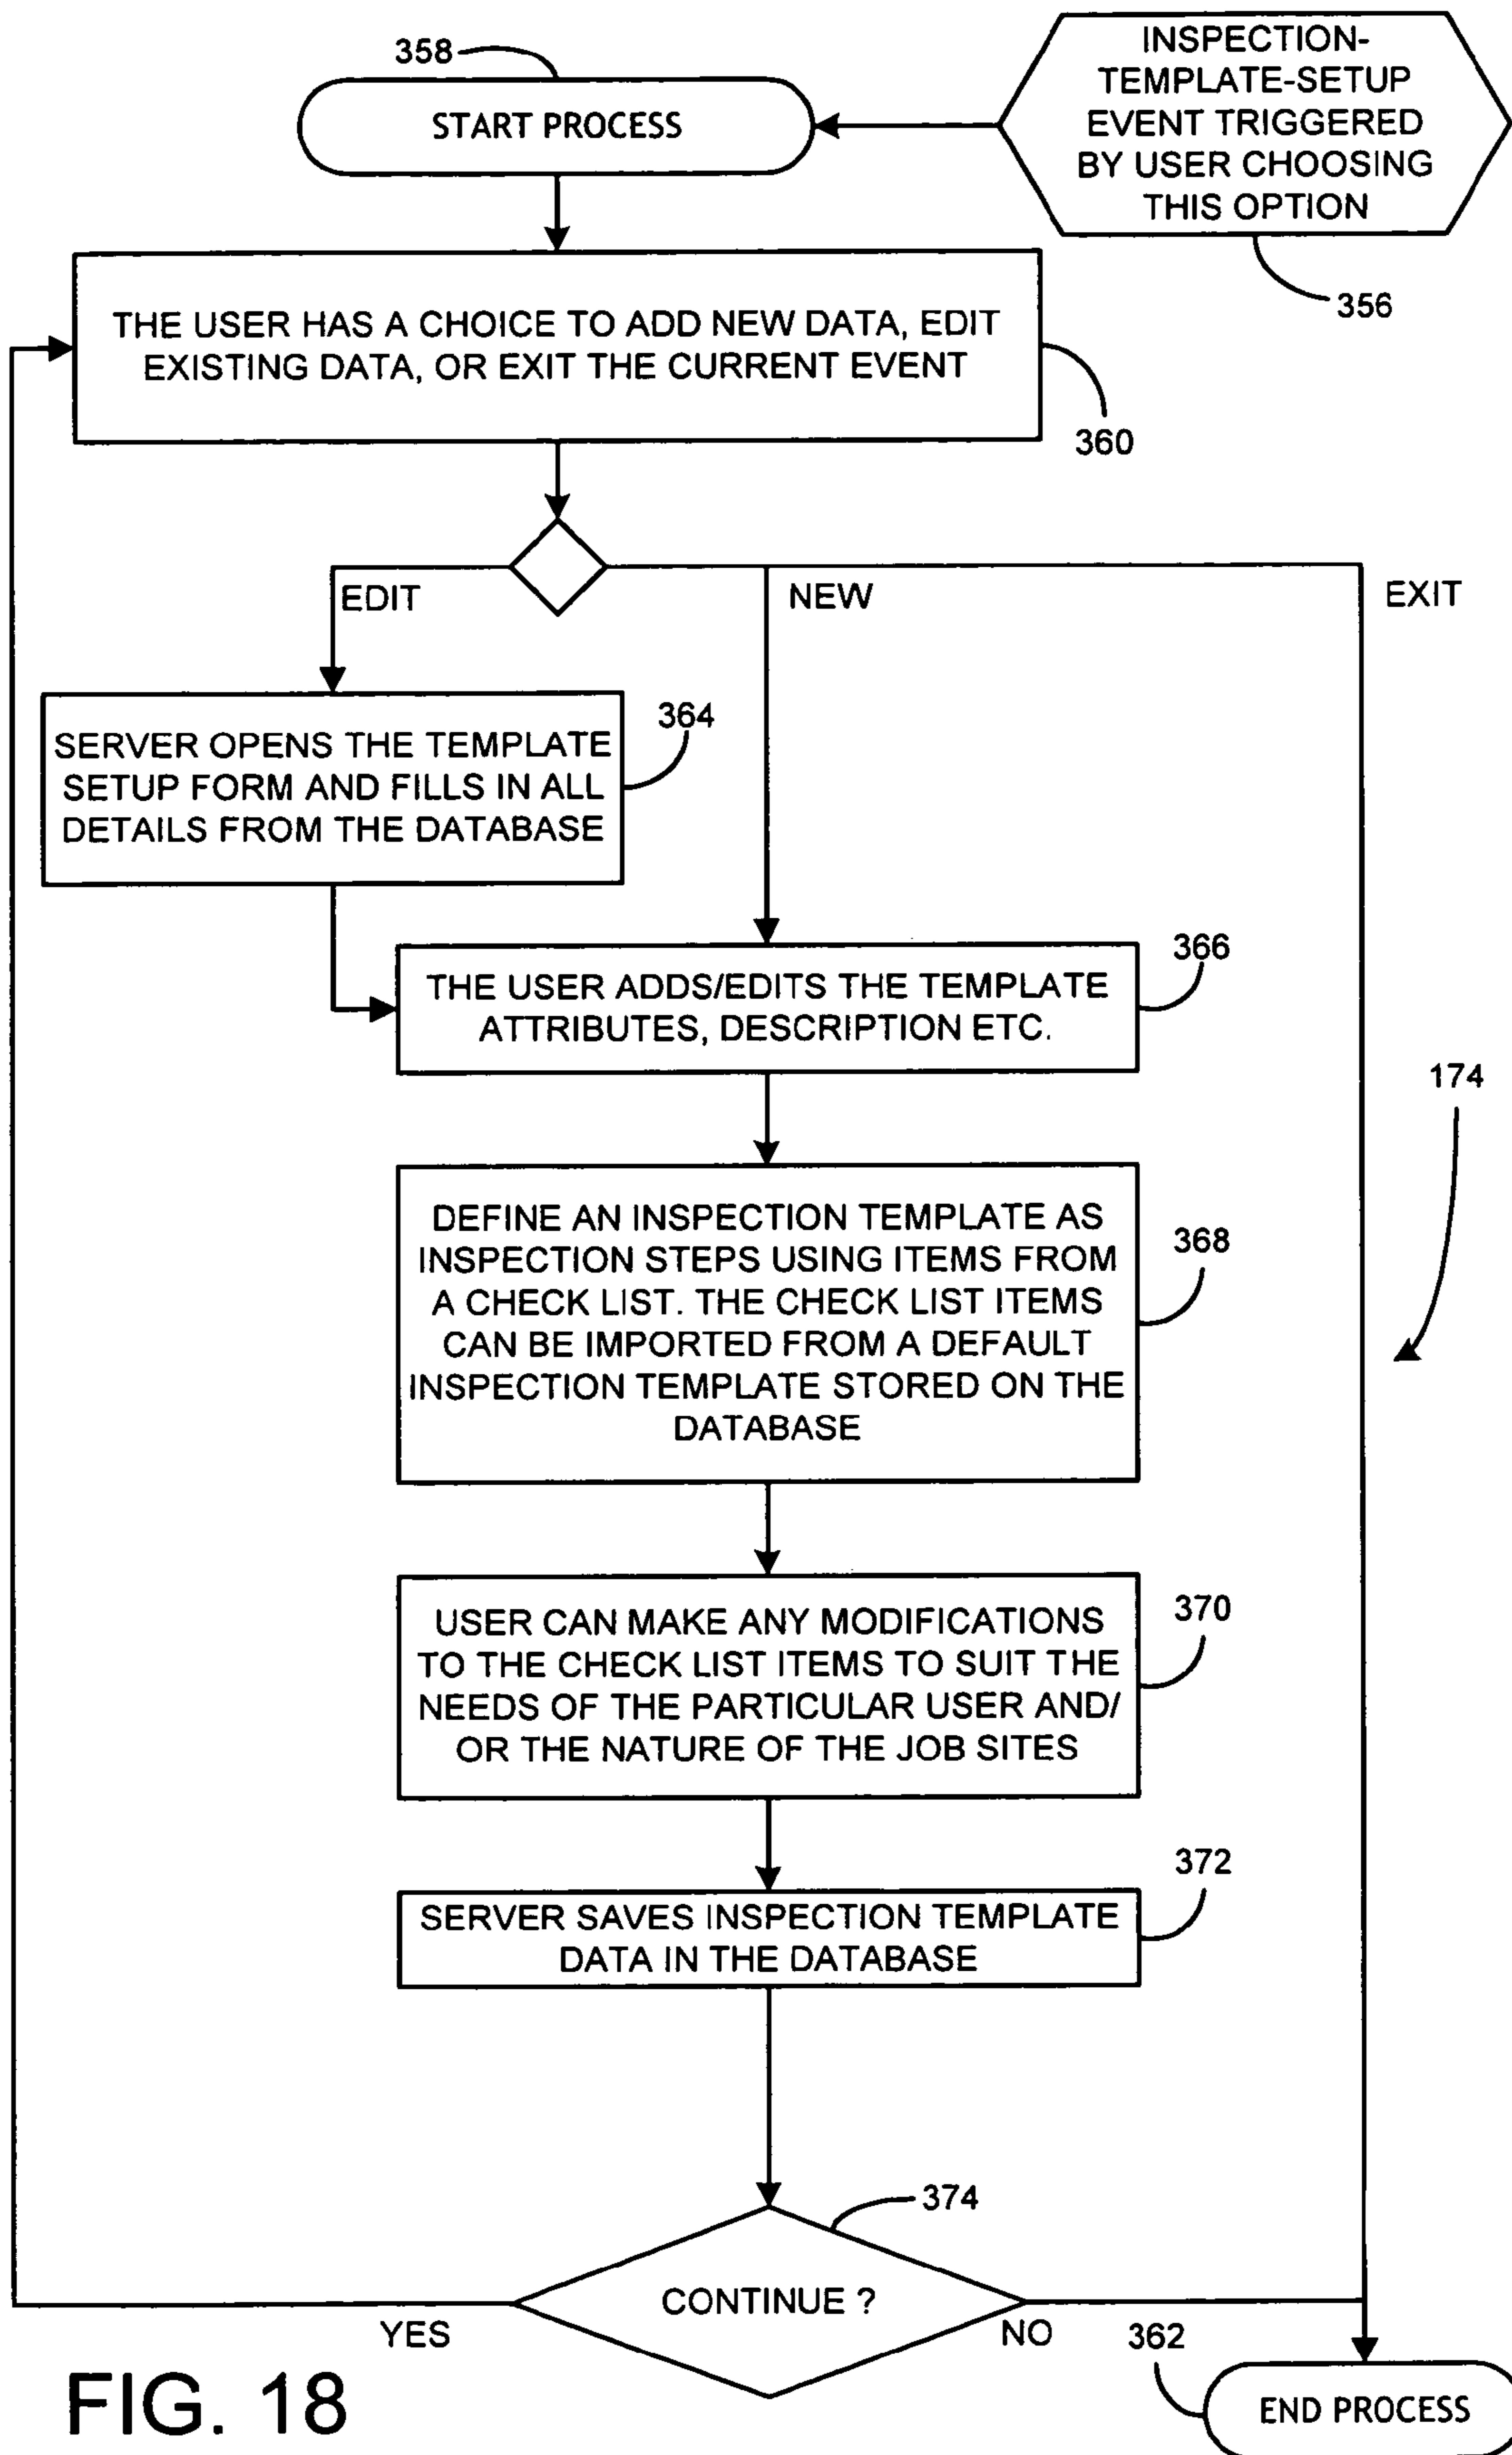 358
START PROCESS
INSPECTION-
TEMPLATE-SETUP
EVENT TRIGGERED
BY USER CHOOSING
THIS OPTION
356
THE USER HAS A CHOICE TO ADD NEW DATA, EDIT
EXISTING DATA, OR EXIT THE CURRENT EVENT
360
EDIT
NEW
EXIT
SERVER OPENS THE TEMPLATE
SETUP FORM AND FILLS IN ALL
DETAILS FROM THE DATABASE
364
THE USER ADDS/EDITS THE TEMPLATE
ATTRIBUTES, DESCRIPTION ETC.
366
174
DEFINE AN INSPECTION TEMPLATE AS
INSPECTION STEPS USING ITEMS FROM
A CHECK LIST. THE CHECK LIST ITEMS
CAN BE IMPORTED FROM A DEFAULT
INSPECTION TEMPLATE STORED ON THE
DATABASE
368
USER CAN MAKE ANY MODIFICATIONS
TO THE CHECK LIST ITEMS TO SUIT THE
NEEDS OF THE PARTICULAR USER AND/
OR THE NATURE OF THE JOB SITES
370
SERVER SAVES INSPECTION TEMPLATE
DATA IN THE DATABASE
372
374
CONTINUE ?
YES
NO
362
END PROCESS
FIG. 18